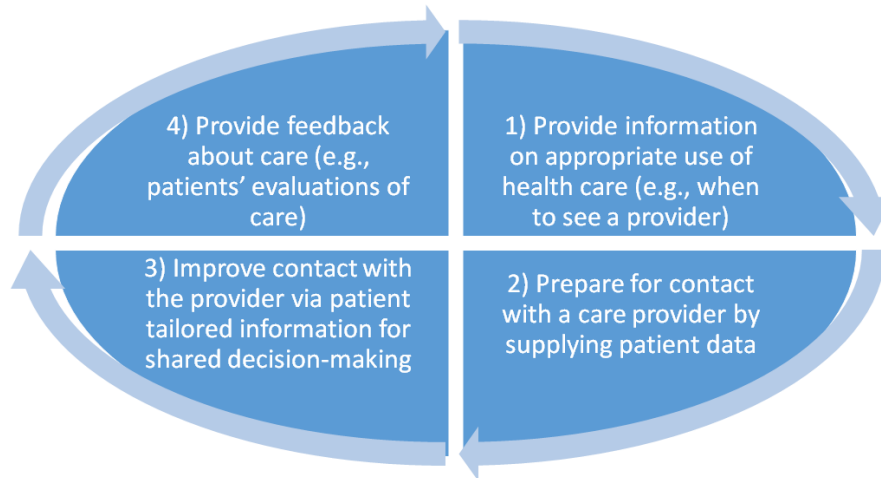 4) Provide feedback
about care (e.g.,
patients’ evaluations of
care)
1) Provide information
on appropriate use of
health care (e.g., when
to see a provider)
3) Improve contact with
the provider via patient
tailored information for
shared decision-making
2) Prepare for contact
with a care provider by
supplying patient data